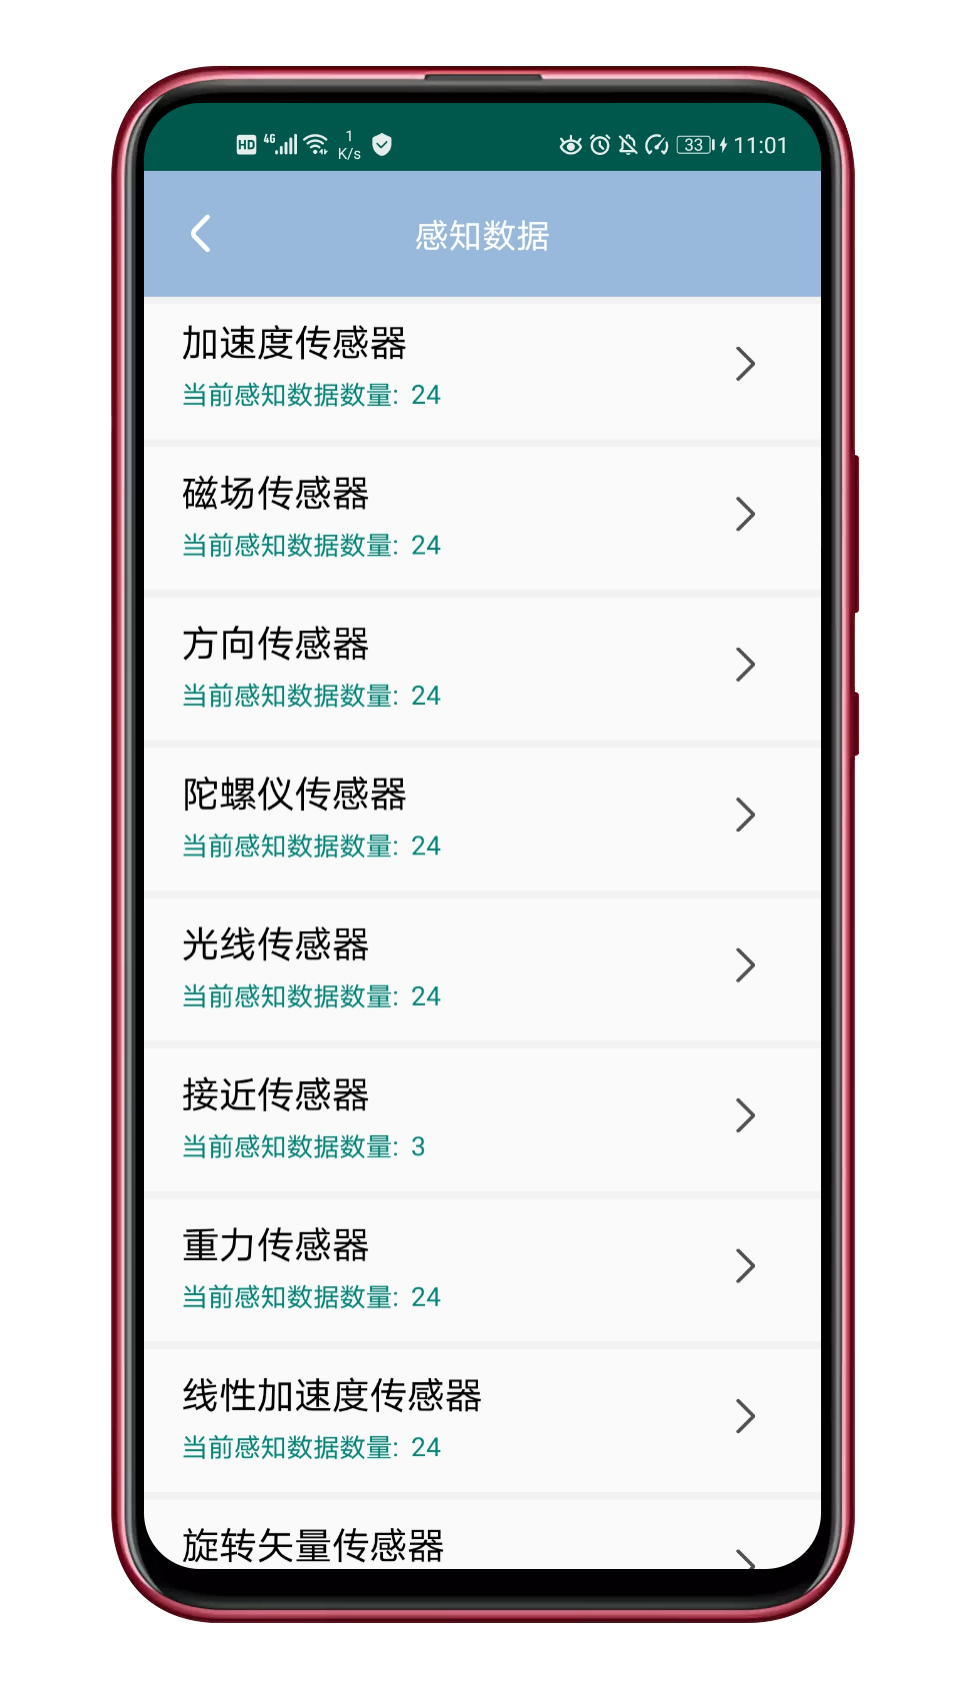 HD 4G 1 K/s 33 11:01
感知数据
加速度传感器
当前感知数据数量: 24
磁场传感器
当前感知数据数量: 24
方向传感器
当前感知数据数量: 24
陀螺仪传感器
当前感知数据数量: 24
光线传感器
当前感知数据数量: 24
接近传感器
当前感知数据数量: 3
重力传感器
当前感知数据数量: 24
线性加速度传感器
当前感知数据数量: 24
旋转矢量传感器